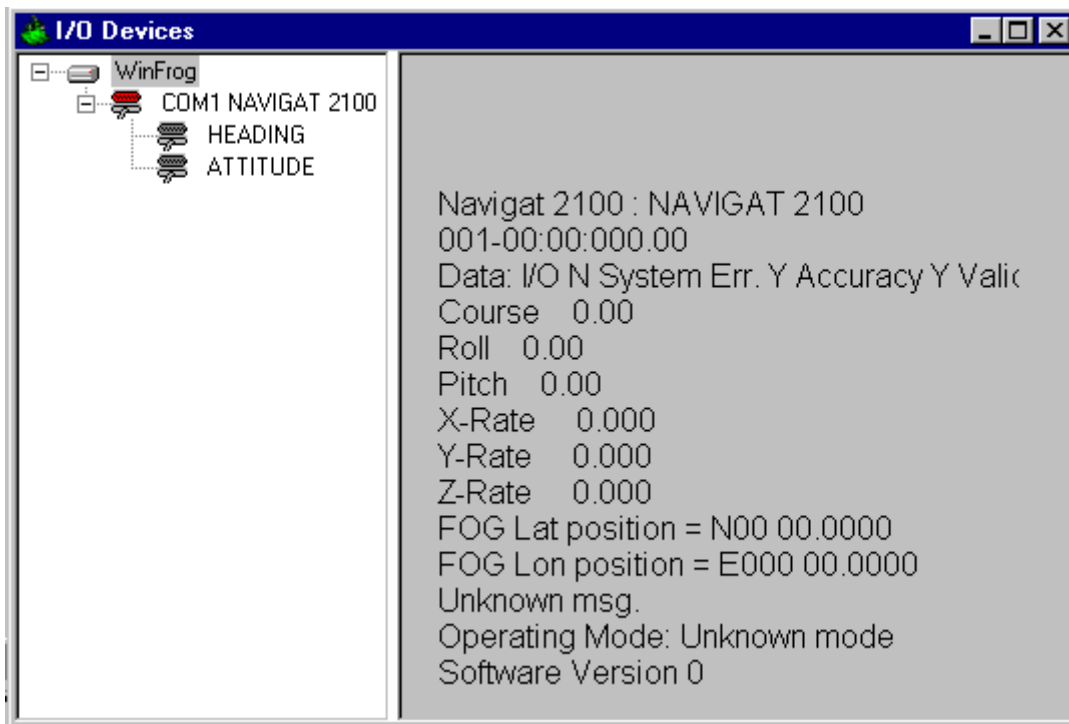 I/O Devices
WinFrog
COM1 NAVIGAT 2100
HEADING
ATTITUDE
Navigat 2100 : NAVIGAT 2100
001-00:00:000.00
Data: I/O N System Err. Y Accuracy Y Valid
Course 0.00
Roll 0.00
Pitch 0.00
X-Rate 0.000
Y-Rate 0.000
Z-Rate 0.000
FOG Lat position = N00 00.0000
FOG Lon position = E000 00.0000
Unknown msg.
Operating Mode: Unknown mode
Software Version 0